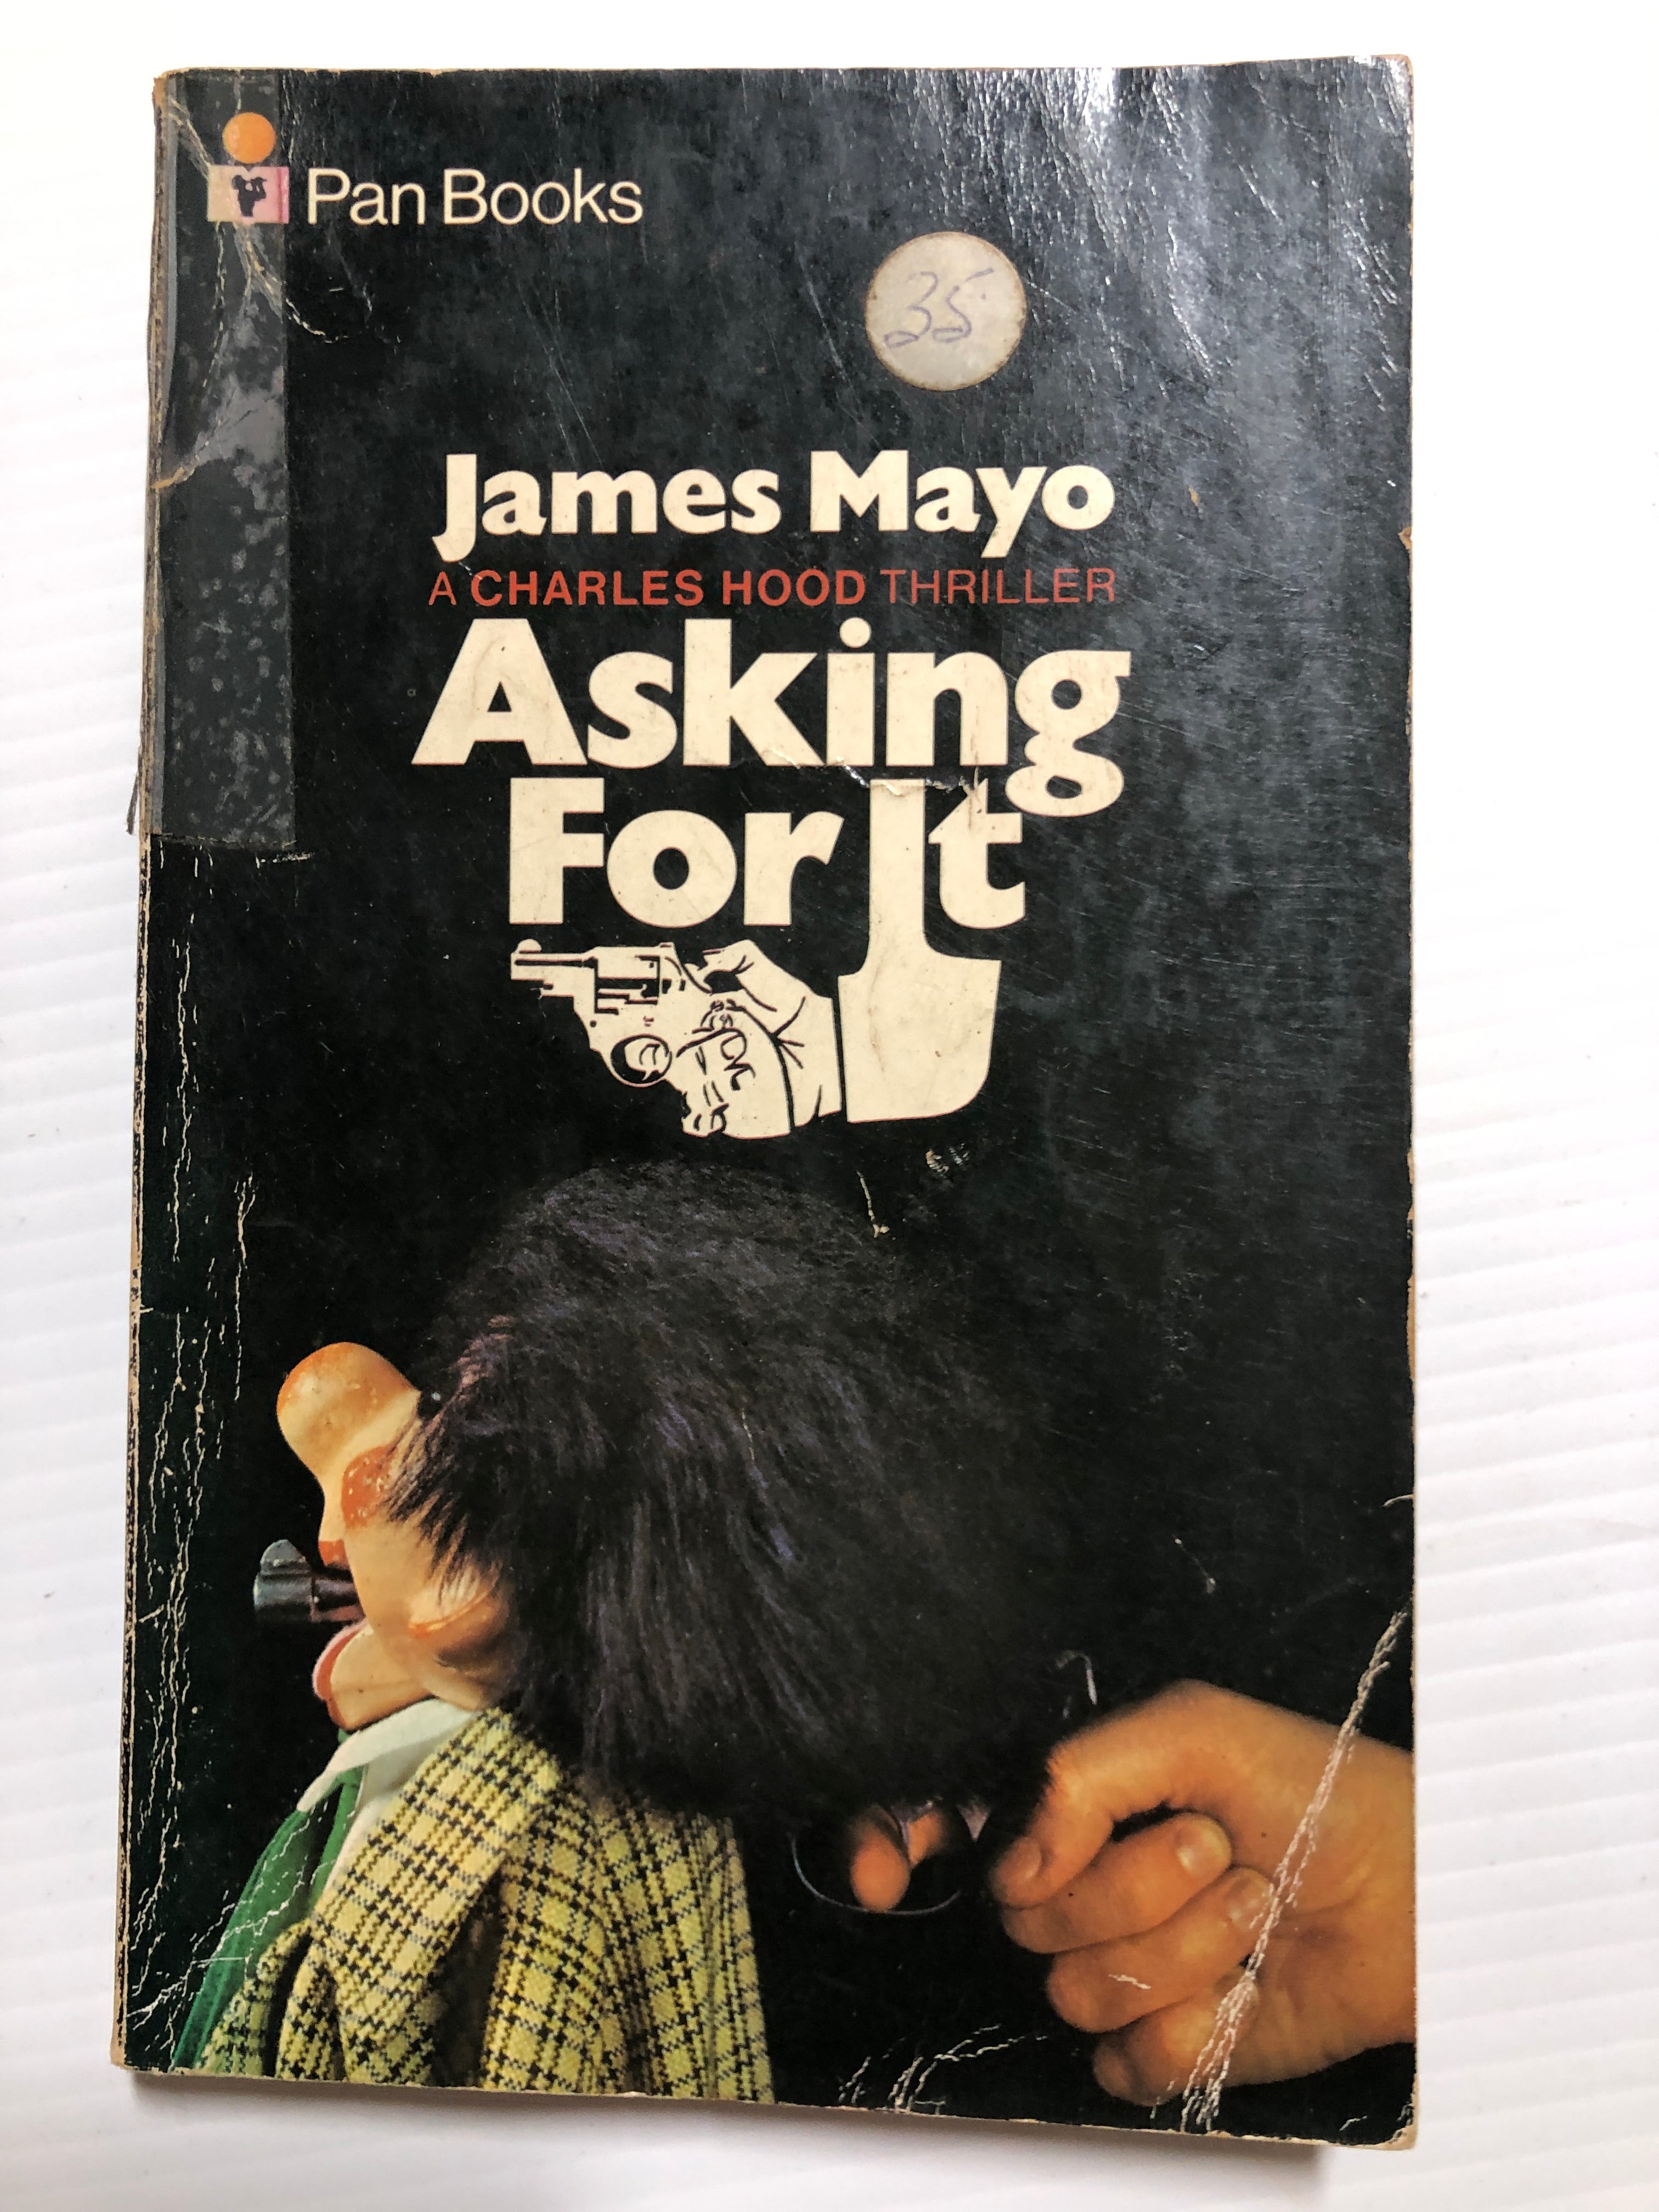 Pan Books
35
James Mayo
A CHARLES HOOD THRILLER
Asking
For It